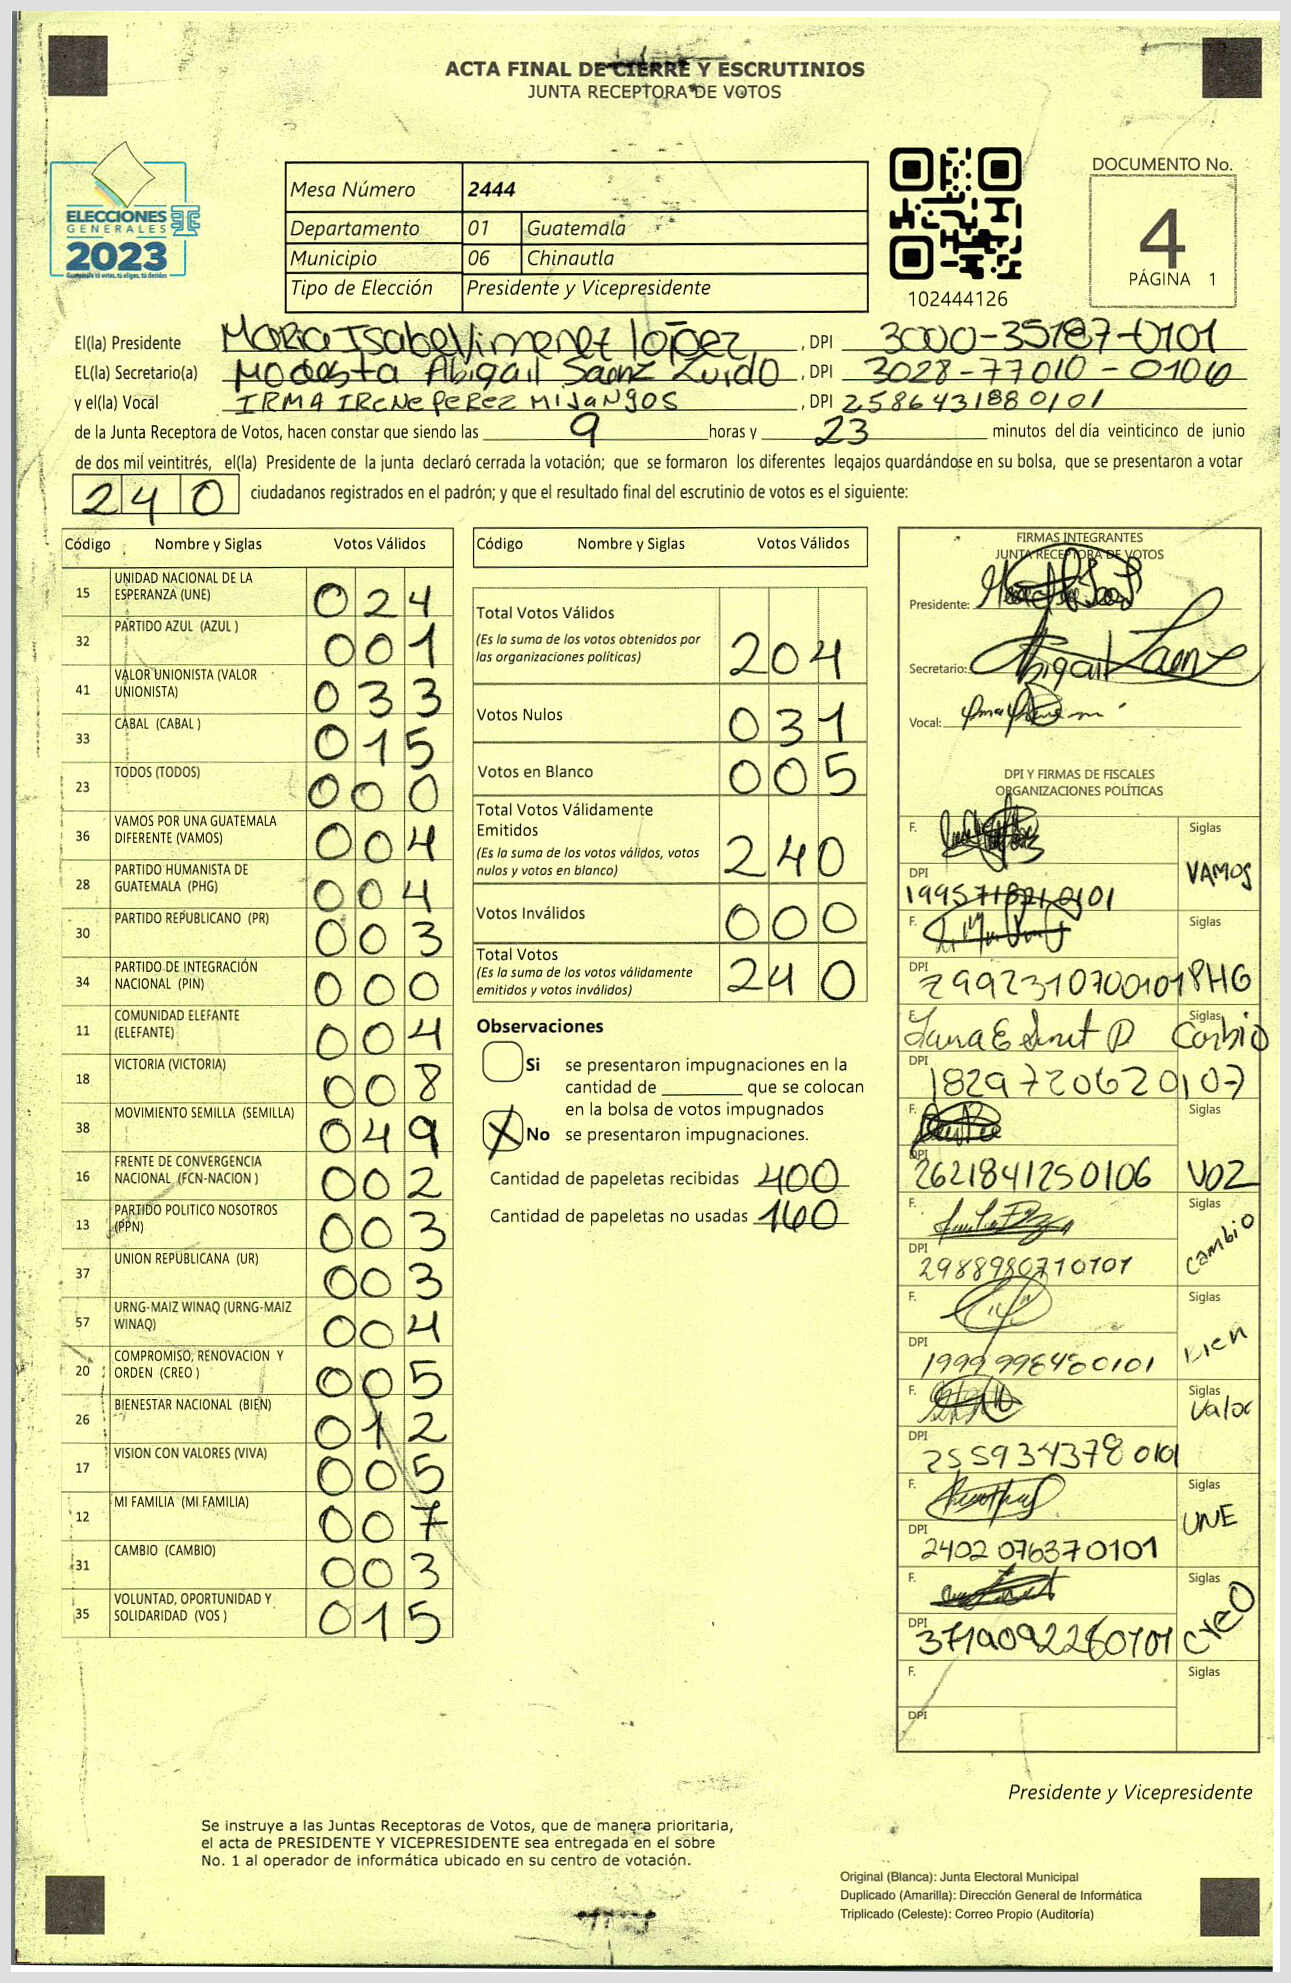 ACTA FINAL DE CIERRE Y ESCRUTINIOS
JUNTA RECEPTORA DE VOTOS
ELECCIONES
GENERALES
2023
Mesa Número 2444
Departamento 01 Guatemala
Municipio 06 Chinautla
Tipo de Elección Presidente y Vicepresidente
102444126
DOCUMENTO No.
4
PÁGINA 1
El(la) Presidente Maria Isabel Jimenez López, DPI 3000-35187-0101
EL(la) Secretario(a) Modesta Abigail Saenz Zurdo, DPI 3028-77010-0106
y el(la) Vocal IRMA IRENE PEREZ MIJANGOS, DPI 2586431880101
de la Junta Receptora de Votos, hacen constar que siendo las 9 horas y 23 minutos del día veinticinco de junio
de dos mil veintitrés, el(la) Presidente de la junta declaró cerrada la votación; que se formaron los diferentes legajos guardándose en su bolsa, que se presentaron a votar
240 ciudadanos registrados en el padrón; y que el resultado final del escrutinio de votos es el siguiente:
Código Nombre y Siglas Votos Válidos
15 UNIDAD NACIONAL DE LA ESPERANZA (UNE) 024
32 PARTIDO AZUL (AZUL ) 001
41 VALOR UNIONISTA (VALOR UNIONISTA) 033
33 CABAL (CABAL ) 015
23 TODOS (TODOS) 000
36 VAMOS POR UNA GUATEMALA DIFERENTE (VAMOS) 004
28 PARTIDO HUMANISTA DE GUATEMALA (PHG) 004
30 PARTIDO REPUBLICANO (PR) 003
34 PARTIDO DE INTEGRACIÓN NACIONAL (PIN) 000
11 COMUNIDAD ELEFANTE (ELEFANTE) 004
18 VICTORIA (VICTORIA) 008
38 MOVIMIENTO SEMILLA (SEMILLA) 049
16 FRENTE DE CONVERGENCIA NACIONAL (FCN-NACION ) 002
13 PARTIDO POLITICO NOSOTROS (PPN) 003
37 UNION REPUBLICANA (UR) 003
57 URNG-MAIZ WINAQ (URNG-MAIZ WINAQ) 004
20 COMPROMISO, RENOVACION Y ORDEN (CREO ) 005
26 BIENESTAR NACIONAL (BIEN) 012
17 VISION CON VALORES (VIVA) 005
12 MI FAMILIA (MI FAMILIA) 007
31 CAMBIO (CAMBIO) 003
35 VOLUNTAD, OPORTUNIDAD Y SOLIDARIDAD (VOS ) 015
Código Nombre y Siglas Votos Válidos
Total Votos Válidos 204
(Es la suma de los votos obtenidos por las organizaciones politicas)
Votos Nulos 031
Votos en Blanco 005
Total Votos Válidamente Emitidos 240
(Es la suma de los votos válidos, votos nulos y votos en blanco)
Votos Inválidos 000
Total Votos 240
(Es la suma de los votos válidamente emitidos y votos inválidos)
Observaciones
Si se presentaron impugnaciones en la
cantidad de ________ que se colocan
en la bolsa de votos impugnados
X No se presentaron impugnaciones.
Cantidad de papeletas recibidas 400
Cantidad de papeletas no usadas 160
FIRMAS INTEGRANTES
JUNTA RECEPTORA DE VOTOS
Presidente:
Secretario: Abigail Saenz
Vocal:
DPI Y FIRMAS DE FISCALES
ORGANIZACIONES POLÍTICAS
F. Siglas VAMOS
DPI
F. Siglas PHG
DPI 2992310700101
F. Siglas
DPI 1829720620107
F.
DPI 2621841250106 VOZ
F. Siglas Cambio
DPI 2988980710101
F. Siglas bien
DPI 1999998480101
F. Siglas Valor
DPI 2559343780101
F. Siglas UNE
DPI 2402076370101
F. Siglas CREO
DPI 3719092280101
F. Siglas
DPI
Presidente y Vicepresidente
Se instruye a las Juntas Receptoras de Votos, que de manera prioritaria,
el acta de PRESIDENTE Y VICEPRESIDENTE sea entregada en el sobre
No. 1 al operador de informática ubicado en su centro de votación.
Original (Blanca): Junta Electoral Municipal
Duplicado (Amarilla): Dirección General de Informática
Triplicado (Celeste): Correo Propio (Auditoría)